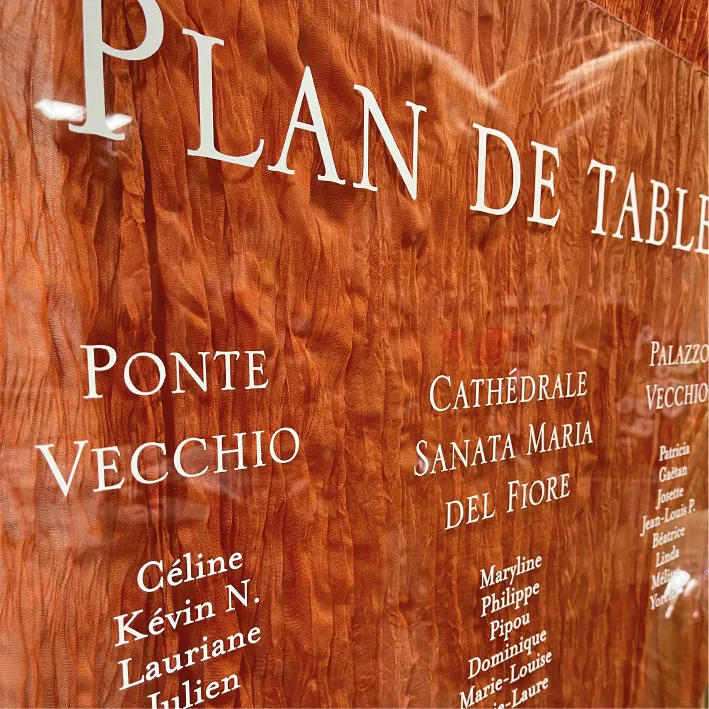 PLAN DE TABLE
PONTE
VECCHIO
Céline
Kévin N.
Lauriane
Julien
CATHÉDRALE
SANATA MARIA
DEL FIORE
Maryline
Philippe
Pipou
Dominique
Marie-Louise
PALAZZO
VECCHIO
Patricia
Gaëtan
Josette
Jean-Louis P.
Béatrice
Linda